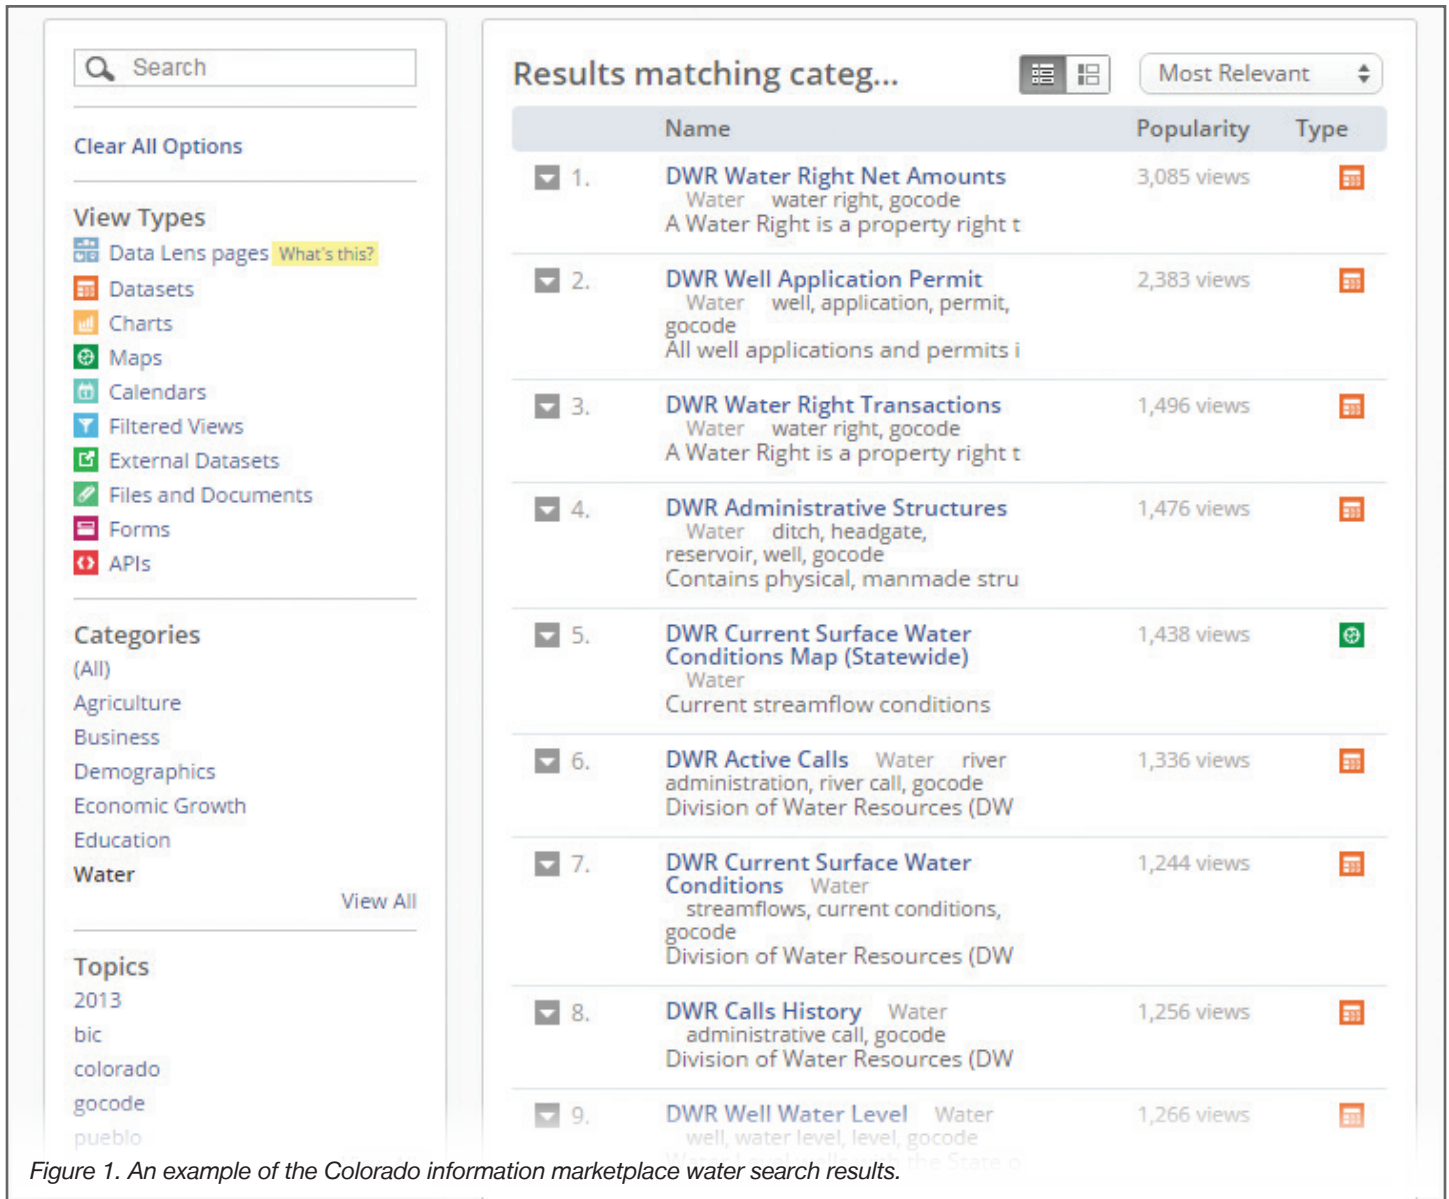 Search
Clear All Options
View Types
Data Lens pages What's this?
Datasets
Charts
Maps
Calendars
Filtered Views
External Datasets
Files and Documents
Forms
APIs
Categories
(All)
Agriculture
Business
Demographics
Economic Growth
Education
Water
View All
Topics
2013
bic
colorado
gocode
pueblo
Results matching categ...
Most Relevant
Name Popularity Type
1. DWR Water Right Net Amounts 3,085 views
Water water right, gocode
A Water Right is a property right t
2. DWR Well Application Permit 2,383 views
Water well, application, permit,
gocode
All well applications and permits i
3. DWR Water Right Transactions 1,496 views
Water water right, gocode
A Water Right is a property right t
4. DWR Administrative Structures 1,476 views
Water ditch, headgate,
reservoir, well, gocode
Contains physical, manmade stru
5. DWR Current Surface Water 1,438 views
Conditions Map (Statewide)
Water
Current streamflow conditions
6. DWR Active Calls Water river 1,336 views
administration, river call, gocode
Division of Water Resources (DW
7. DWR Current Surface Water 1,244 views
Conditions Water
streamflows, current conditions,
gocode
Division of Water Resources (DW
8. DWR Calls History Water 1,256 views
administrative call, gocode
Division of Water Resources (DW
9. DWR Well Water Level Water 1,266 views
well, water level, level, gocode
Water Level wells with the State o
Figure 1. An example of the Colorado information marketplace water search results.